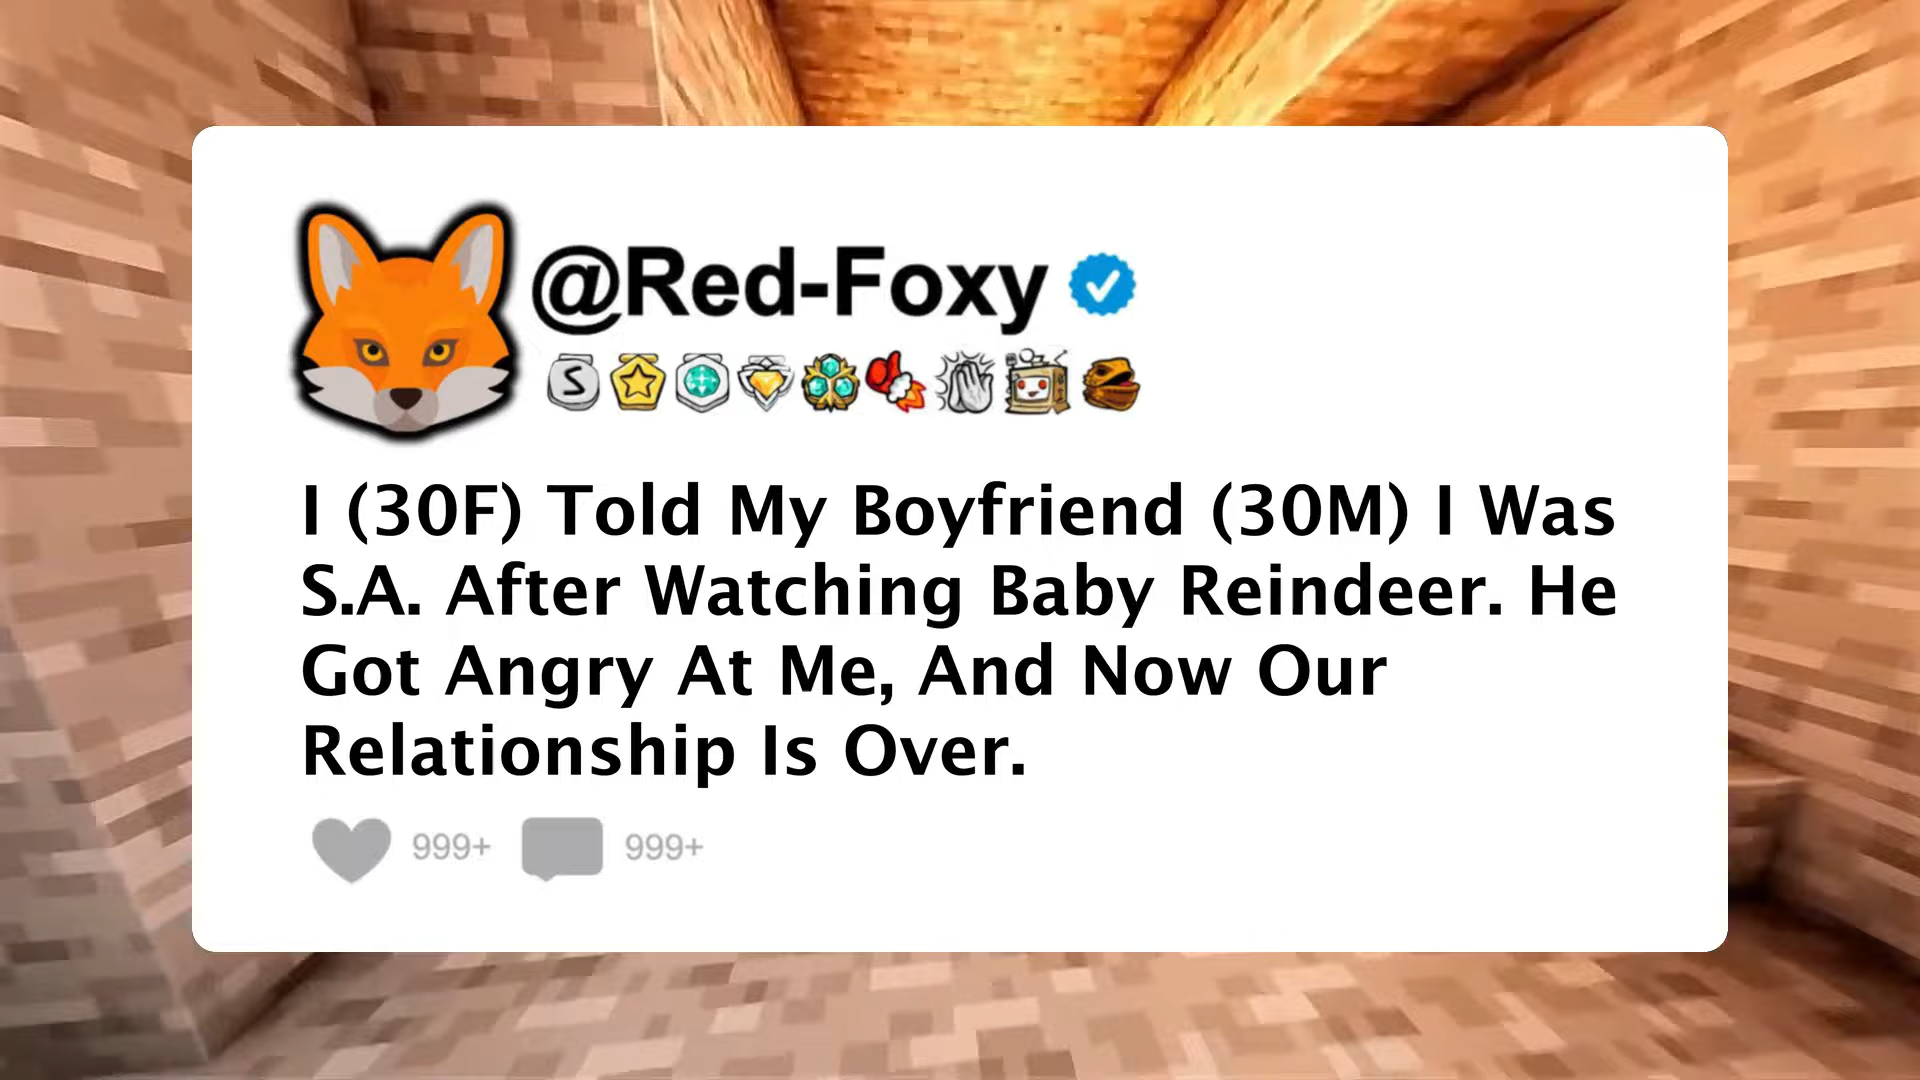 @Red-Foxy
S
I (30F) Told My Boyfriend (30M) I Was
S.A. After Watching Baby Reindeer. He
Got Angry At Me, And Now Our
Relationship Is Over.
999+ 999+